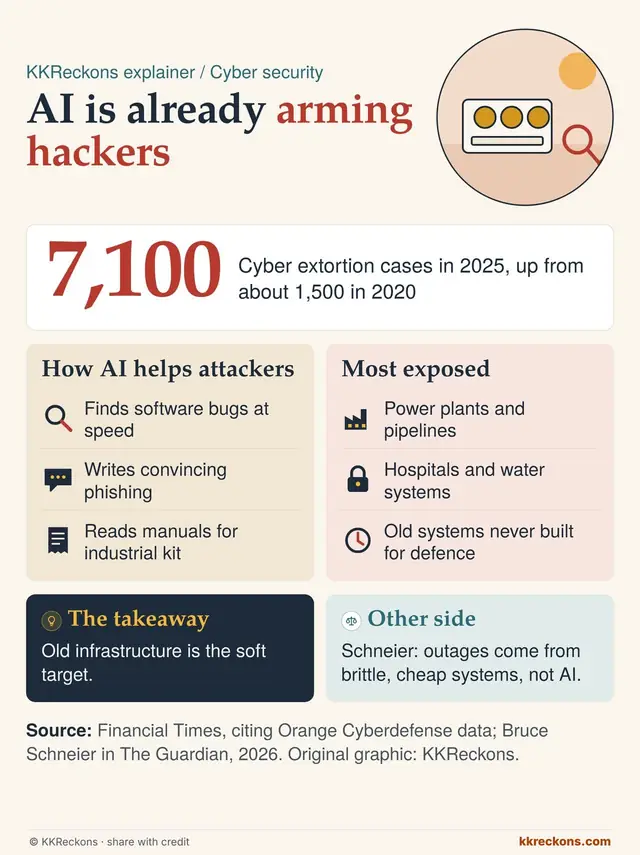 KKReckons explainer / Cyber security
AI is already arming
hackers
7,100
Cyber extortion cases in 2025, up from
about 1,500 in 2020
How AI helps attackers
Finds software bugs at
speed
Writes convincing
phishing
Reads manuals for
industrial kit
Most exposed
Power plants and
pipelines
Hospitals and water
systems
Old systems never built
for defence
The takeaway
Old infrastructure is the soft
target.
Other side
Schneier: outages come from
brittle, cheap systems, not AI.
Source: Financial Times, citing Orange Cyberdefense data; Bruce
Schneier in The Guardian, 2026. Original graphic: KKReckons.
© KKReckons · share with credit
kkreckons.com